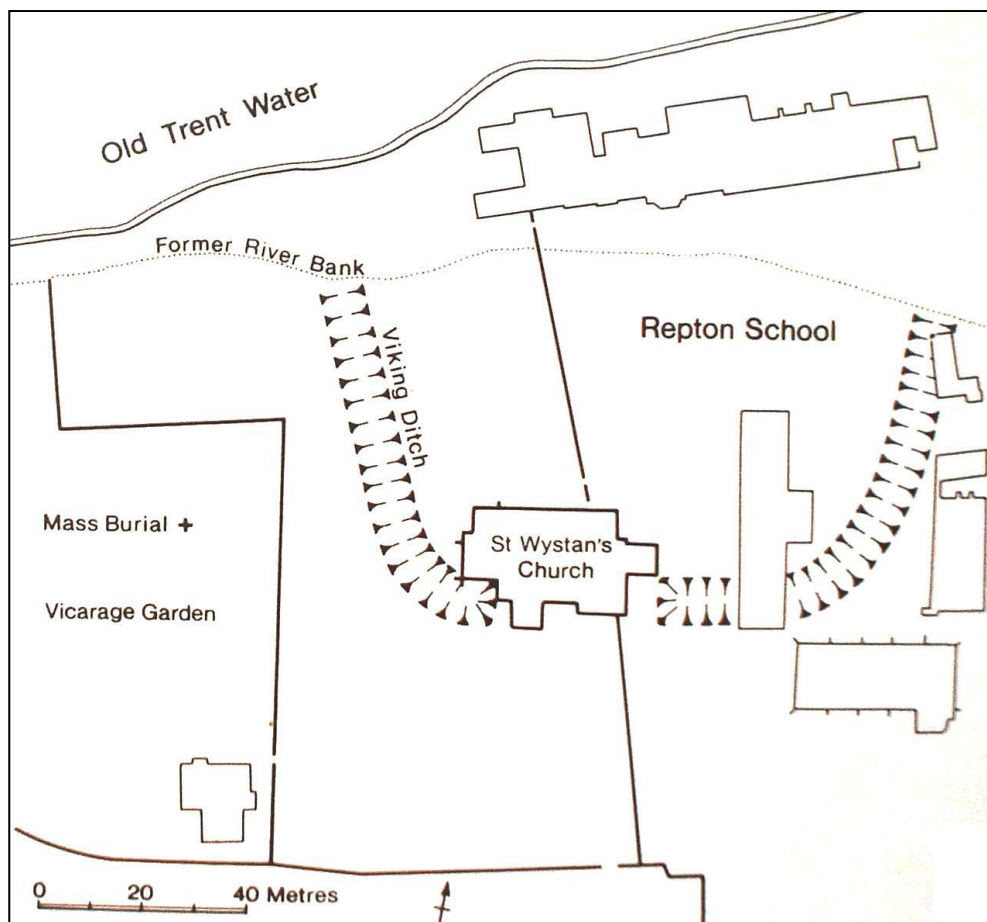 Old Trent Water
Former River Bank
Viking Ditch
Repton School
Mass Burial
St Wystan's
Church
Vicarage Garden
0 20 40 Metres